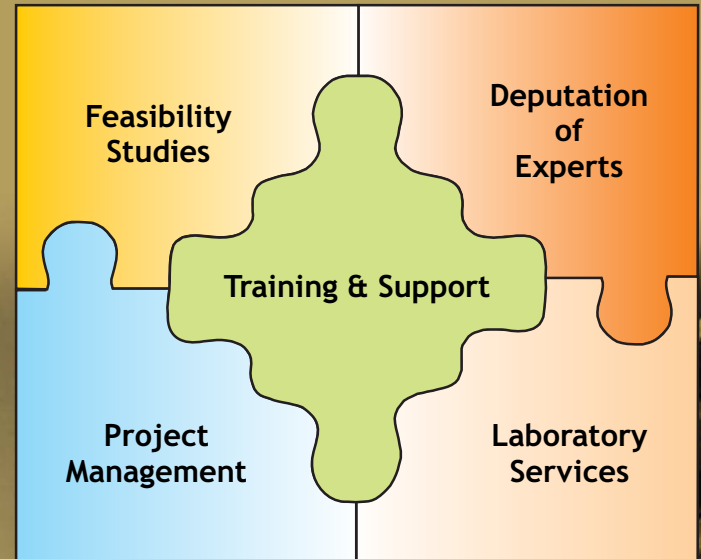 Feasibility
Studies
Deputation
of
Experts
Training & Support
Project
Management
Laboratory
Services